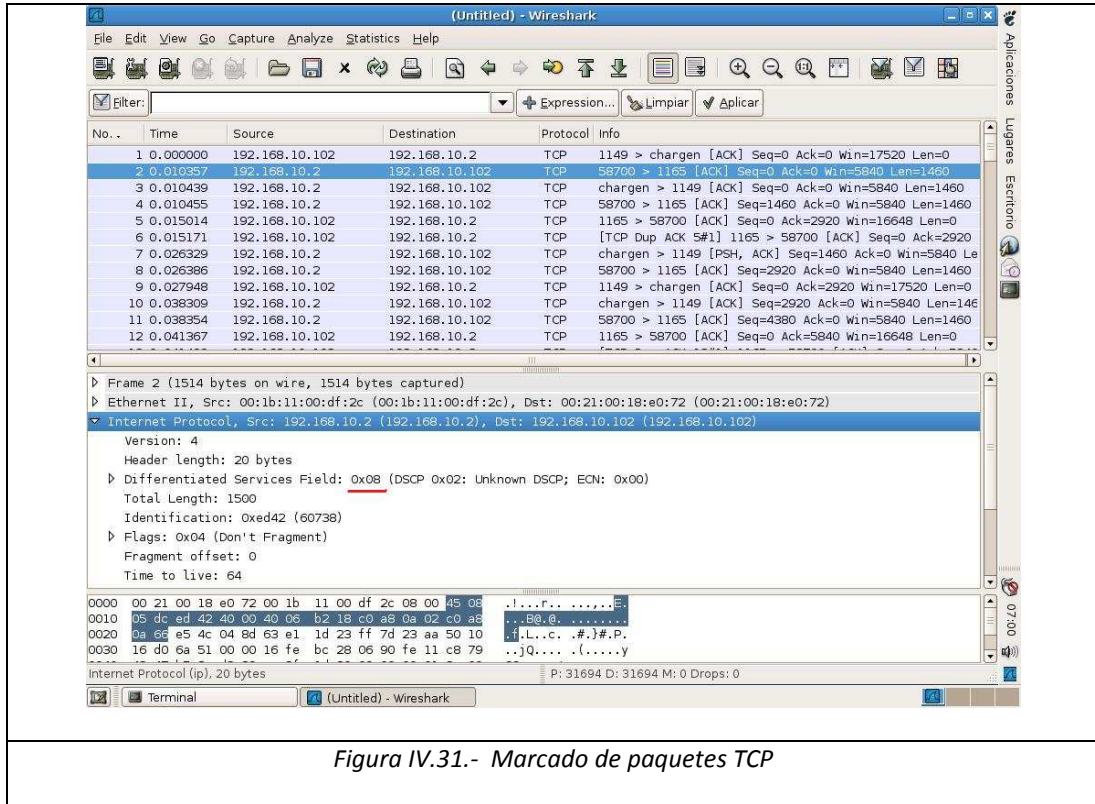 (Untitled) - Wireshark
File Edit View Go Capture Analyze Statistics Help
Filter: Expression... Limpiar Aplicar
No. . Time Source Destination Protocol Info
1 0.000000 192.168.10.102 192.168.10.2 TCP 1149 > chargen [ACK] Seq=0 Ack=0 Win=17520 Len=0
2 0.010357 192.168.10.2 192.168.10.102 TCP 58700 > 1165 [ACK] Seq=0 Ack=0 Win=5840 Len=1460
3 0.010439 192.168.10.2 192.168.10.102 TCP chargen > 1149 [ACK] Seq=0 Ack=0 Win=5840 Len=1460
4 0.010455 192.168.10.2 192.168.10.102 TCP 58700 > 1165 [ACK] Seq=1460 Ack=0 Win=5840 Len=1460
5 0.015014 192.168.10.102 192.168.10.2 TCP 1165 > 58700 [ACK] Seq=0 Ack=2920 Win=16648 Len=0
6 0.015171 192.168.10.102 192.168.10.2 TCP [TCP Dup ACK 5#1] 1165 > 58700 [ACK] Seq=0 Ack=2920
7 0.026329 192.168.10.2 192.168.10.102 TCP chargen > 1149 [PSH, ACK] Seq=1460 Ack=0 Win=5840 Le
8 0.026386 192.168.10.2 192.168.10.102 TCP 58700 > 1165 [ACK] Seq=2920 Ack=0 Win=5840 Len=1460
9 0.027948 192.168.10.102 192.168.10.2 TCP 1149 > chargen [ACK] Seq=0 Ack=2920 Win=17520 Len=0
10 0.038309 192.168.10.2 192.168.10.102 TCP chargen > 1149 [ACK] Seq=2920 Ack=0 Win=5840 Len=146
11 0.038354 192.168.10.2 192.168.10.102 TCP 58700 > 1165 [ACK] Seq=4380 Ack=0 Win=5840 Len=1460
12 0.041367 192.168.10.102 192.168.10.2 TCP 1165 > 58700 [ACK] Seq=0 Ack=5840 Win=16648 Len=0
Frame 2 (1514 bytes on wire, 1514 bytes captured)
Ethernet II, Src: 00:1b:11:00:df:2c (00:1b:11:00:df:2c), Dst: 00:21:00:18:e0:72 (00:21:00:18:e0:72)
Internet Protocol, Src: 192.168.10.2 (192.168.10.2), Dst: 192.168.10.102 (192.168.10.102)
Version: 4
Header length: 20 bytes
Differentiated Services Field: 0x08 (DSCP 0x02: Unknown DSCP; ECN: 0x00)
Total Length: 1500
Identification: 0xed42 (60738)
Flags: 0x04 (Don't Fragment)
Fragment offset: 0
Time to live: 64
0000 00 21 00 18 e0 72 00 1b 11 00 df 2c 08 00 45 08 .!...r.. ...,..E.
0010 05 dc ed 42 40 00 40 06 b2 18 c0 a8 0a 02 c0 a8 ...B@.@. ........
0020 0a 66 e5 4c 04 8d 63 e1 1d 23 ff 7d 23 aa 50 10 .f.L..c. .#.}#.P.
0030 16 d0 6a 51 00 00 16 fe bc 28 06 90 fe 11 c8 79 ..jQ.... .(.....y
Internet Protocol (ip), 20 bytes P: 31694 D: 31694 M: 0 Drops: 0
Terminal (Untitled) - Wireshark
Aplicaciones Lugares Escritorio
07:00
Figura IV.31.- Marcado de paquetes TCP